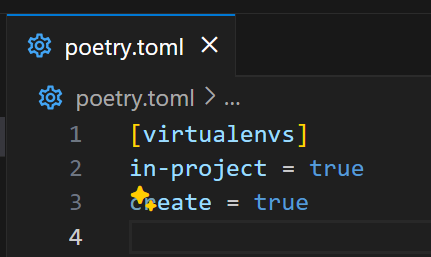 poetry.toml
poetry.toml > ...
1 [virtualenvs]
2 in-project = true
3 create = true
4